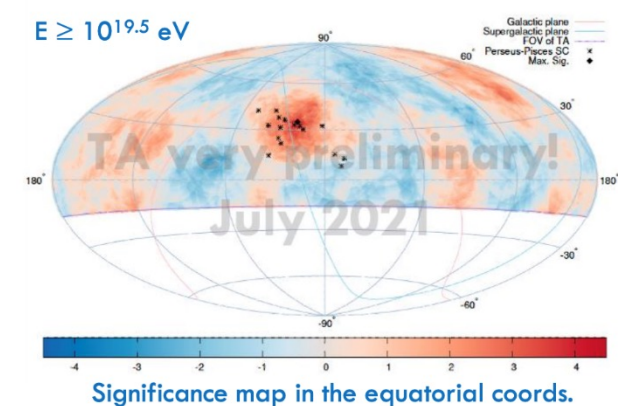 E ≥ 10^19.5 eV
Galactic plane
Supergalactic plane
FOV of TA
Perseus-Pisces SC
Max. Sig.
90°
60°
30°
TA very preliminary!
180°
180°
July 2021
-30°
-60°
-90°
-4 -3 -2 -1 0 1 2 3 4
Significance map in the equatorial coords.